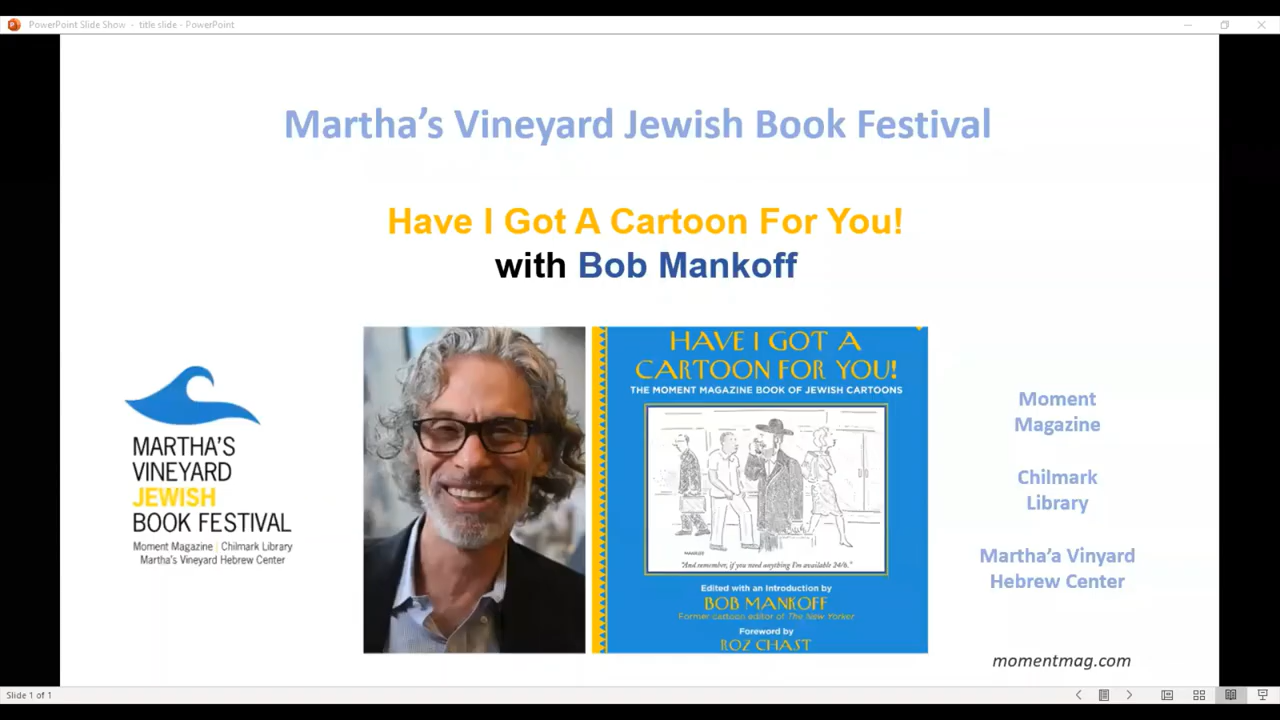 PowerPoint Slide Show - title slide - PowerPoint
Martha's Vineyard Jewish Book Festival
Have I Got A Cartoon For You!
with Bob Mankoff
MARTHA'S
VINEYARD
JEWISH
BOOK FESTIVAL
Moment Magazine | Chilmark Library
Martha's Vineyard Hebrew Center
HAVE I GOT A
CARTOON FOR YOU!
THE MOMENT MAGAZINE BOOK OF JEWISH CARTOONS
MANKOFF
"And remember, if you need anything I'm available 24/6."
Edited with an Introduction by
BOB MANKOFF
Former cartoon editor of The New Yorker
Foreword by
ROZ CHAST
Moment
Magazine
Chilmark
Library
Martha'a Vinyard
Hebrew Center
momentmag.com
Slide 1 of 1